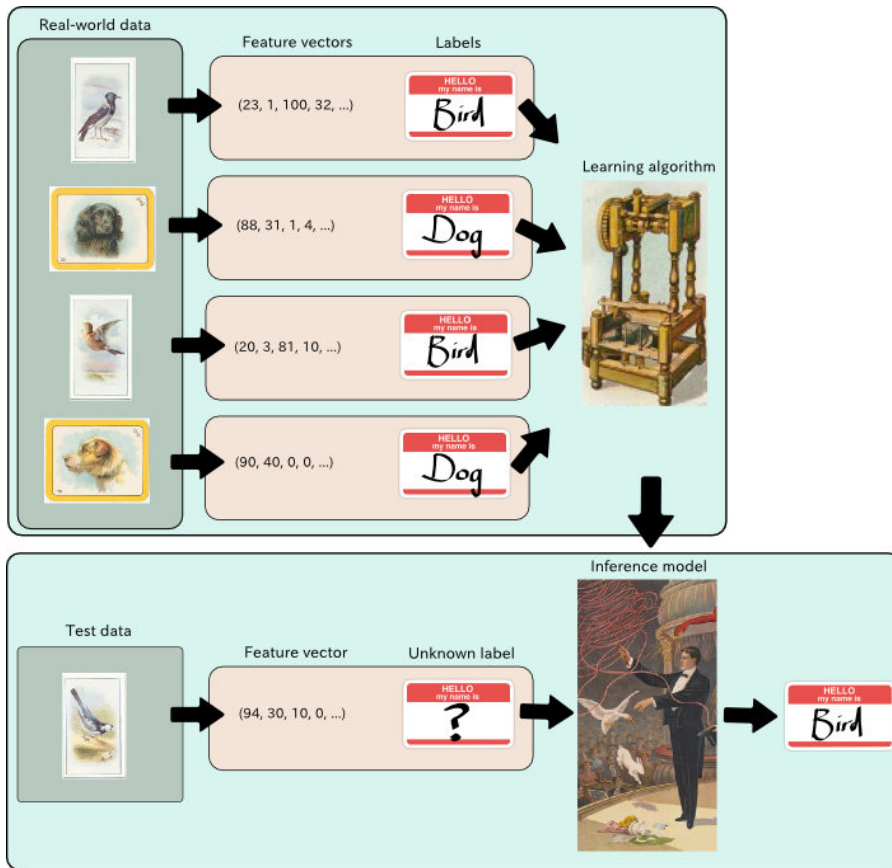 Real-world data
Feature vectors
Labels
(23, 1, 100, 32, ...)
HELLO
my name is
Bird
(88, 31, 1, 4, ...)
HELLO
my name is
Dog
(20, 3, 81, 10, ...)
HELLO
my name is
Bird
(90, 40, 0, 0, ...)
HELLO
my name is
Dog
Learning algorithm
Inference model
Test data
Feature vector
Unknown label
(94, 30, 10, 0, ...)
HELLO
my name is
?
HELLO
my name is
Bird